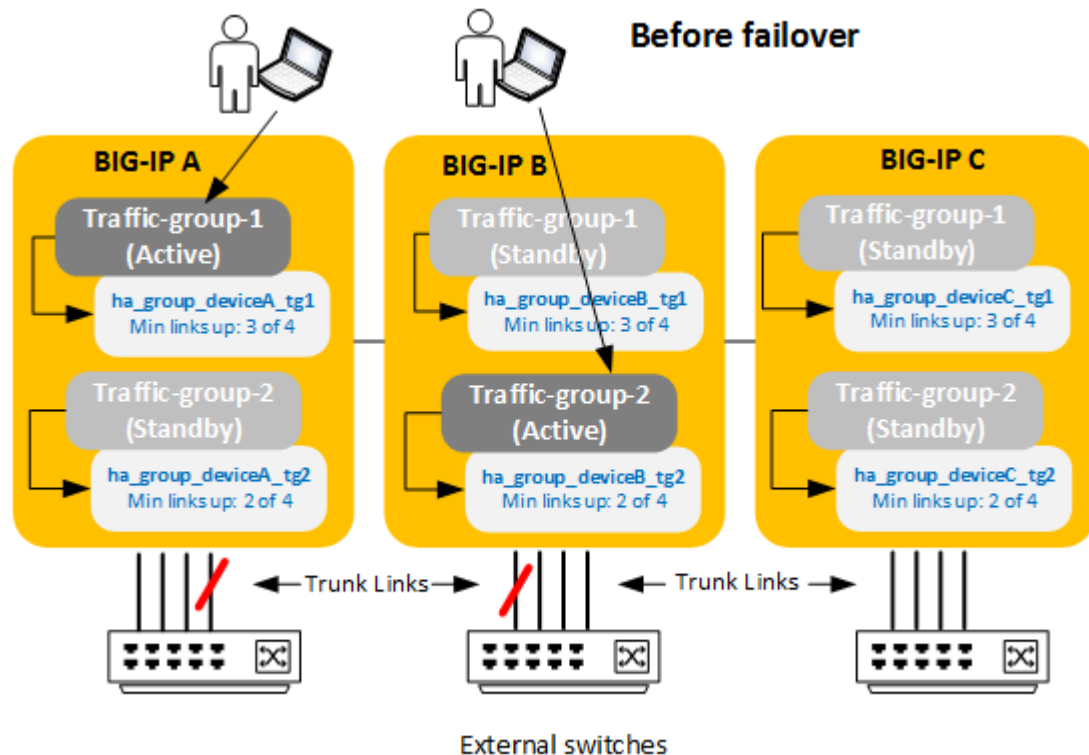 Before failover
BIG-IP A
Traffic-group-1
(Active)
ha_group_deviceA_tg1
Min links up: 3 of 4
Traffic-group-2
(Standby)
ha_group_deviceA_tg2
Min links up: 2 of 4
BIG-IP B
Traffic-group-1
(Standby)
ha_group_deviceB_tg1
Min links up: 3 of 4
Traffic-group-2
(Active)
ha_group_deviceB_tg2
Min links up: 2 of 4
BIG-IP C
Traffic-group-1
(Standby)
ha_group_deviceC_tg1
Min links up: 3 of 4
Traffic-group-2
(Standby)
ha_group_deviceC_tg2
Min links up: 2 of 4
Trunk Links
Trunk Links
External switches